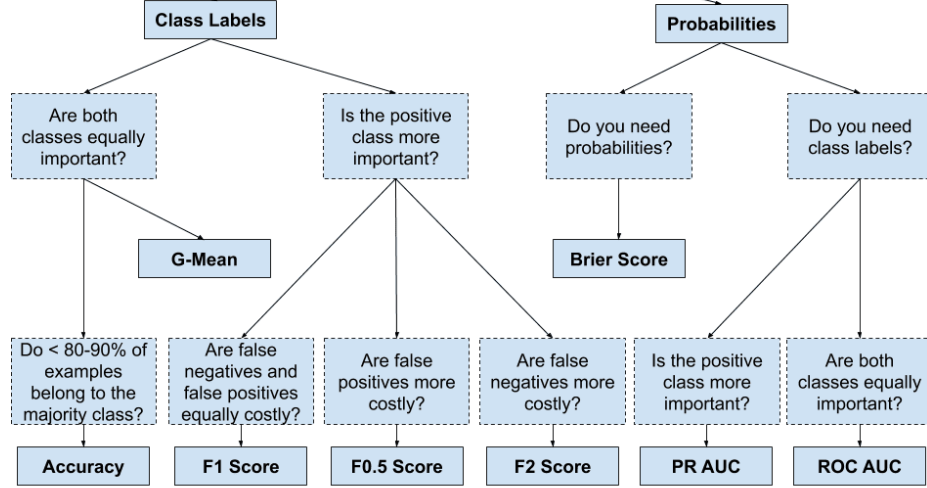 Class Labels
Probabilities
Are both
classes equally
important?
Is the positive
class more
important?
Do you need
probabilities?
Do you need
class labels?
G-Mean
Brier Score
Do < 80-90% of
examples
belong to the
majority class?
Are false
negatives and
false positives
equally costly?
Are false
positives more
costly?
Are false
negatives more
costly?
Is the positive
class more
important?
Are both
classes equally
important?
Accuracy
F1 Score
F0.5 Score
F2 Score
PR AUC
ROC AUC